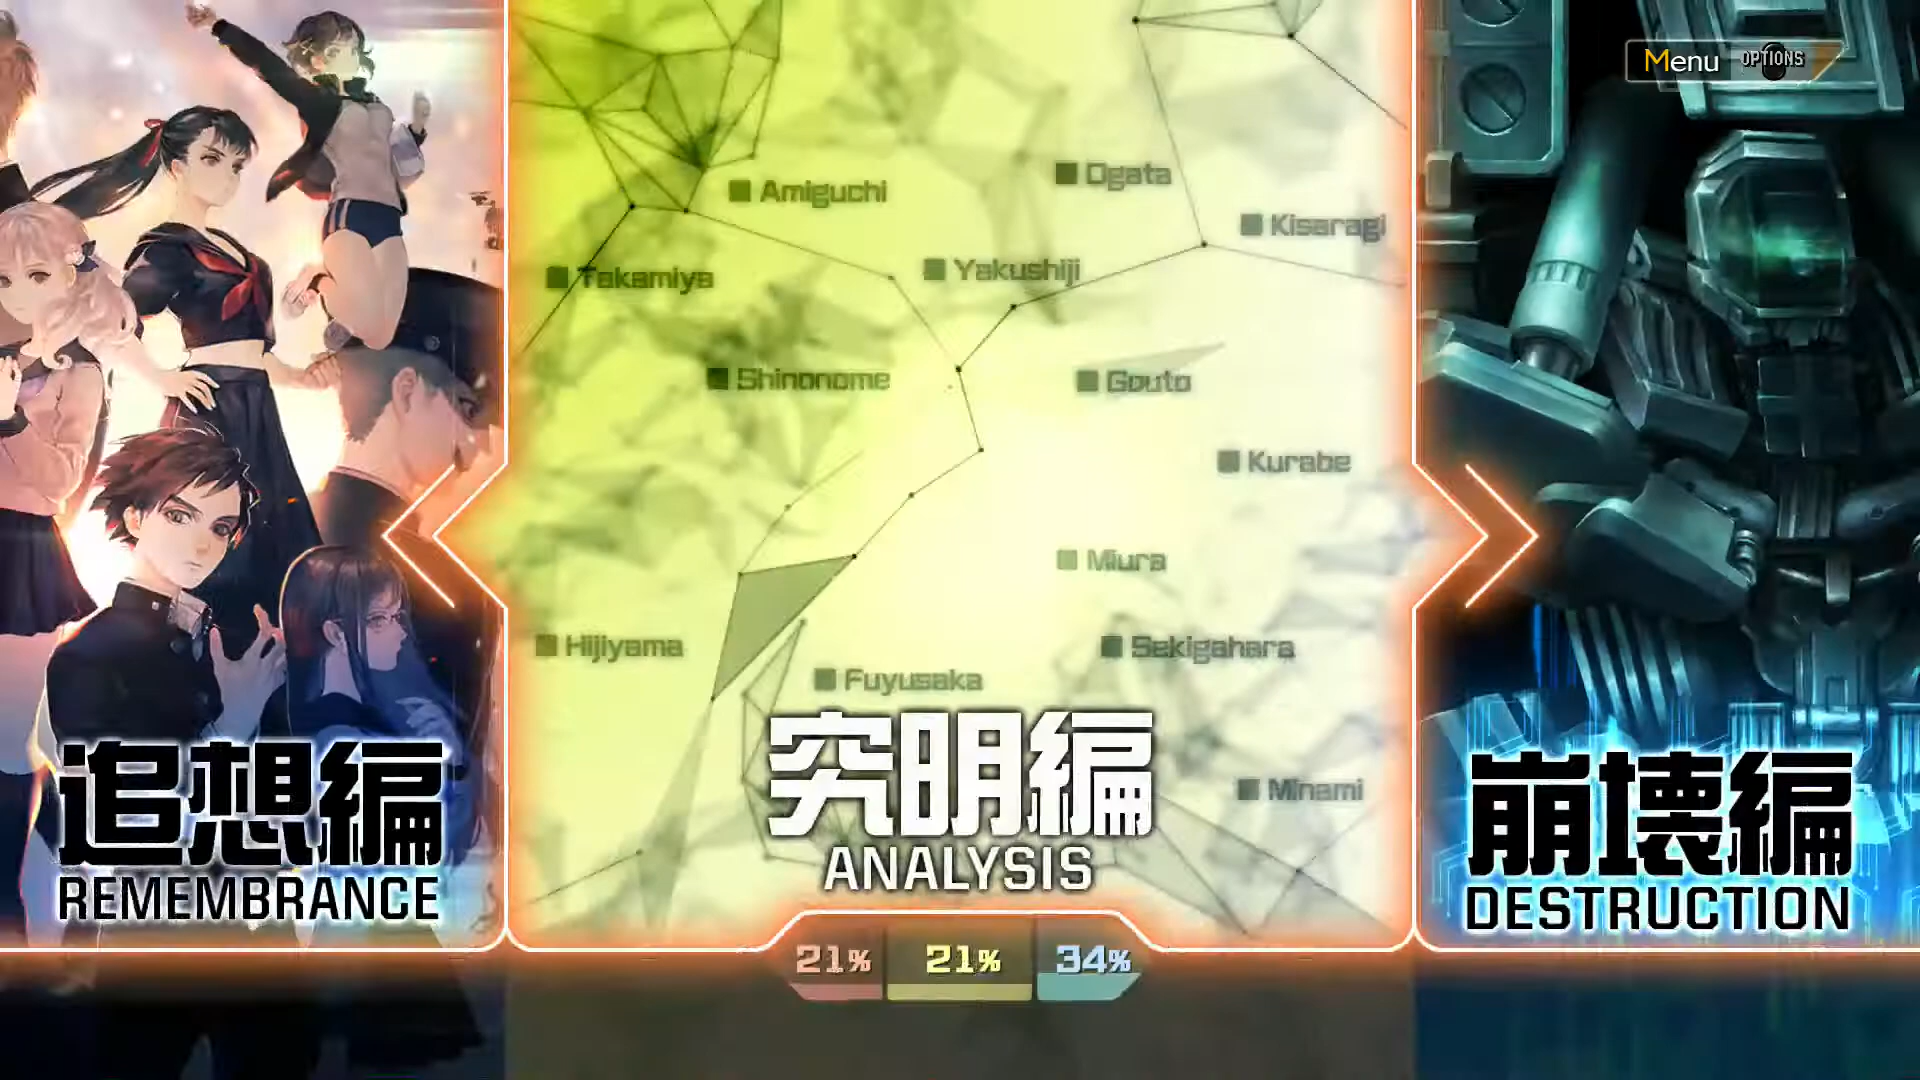 Menu OPTIONS
Amiguchi
Ogata
Kisaragi
Takamiya
Yakushiji
Shinonome
Gouto
Kurabe
Miura
Hijiyama
Sekigahara
Fuyusaka
Minami
追想編
REMEMBRANCE
究明編
ANALYSIS
崩壊編
DESTRUCTION
21%
21%
34%